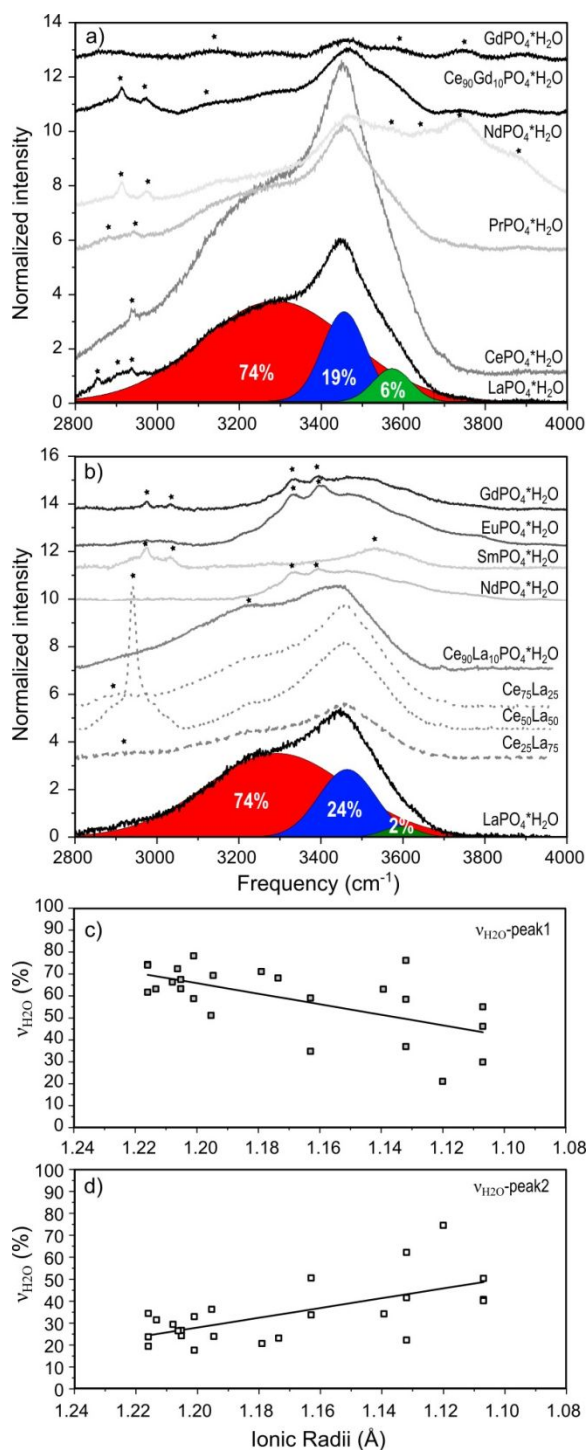 a)
14
12
10
8
6
4
2
0
Normalized intensity
GdPO4*H2O
Ce90Gd10PO4*H2O
NdPO4*H2O
PrPO4*H2O
CePO4*H2O
LaPO4*H2O
74%
19%
6%
2800 3000 3200 3400 3600 3800 4000
b)
16
14
12
10
8
6
4
2
0
Normalized intensity
GdPO4*H2O
EuPO4*H2O
SmPO4*H2O
NdPO4*H2O
Ce90La10PO4*H2O
Ce75La25
Ce50La50
Ce25La75
LaPO4*H2O
74%
24%
2%
2800 3000 3200 3400 3600 3800 4000
Frequency (cm-1)
c)
νH2O-peak1
100
90
80
70
60
50
40
30
20
10
0
νH2O (%)
1.24 1.22 1.20 1.18 1.16 1.14 1.12 1.10 1.08
d)
νH2O-peak2
100
90
80
70
60
50
40
30
20
10
0
νH2O (%)
1.24 1.22 1.20 1.18 1.16 1.14 1.12 1.10 1.08
Ionic Radii (Å)